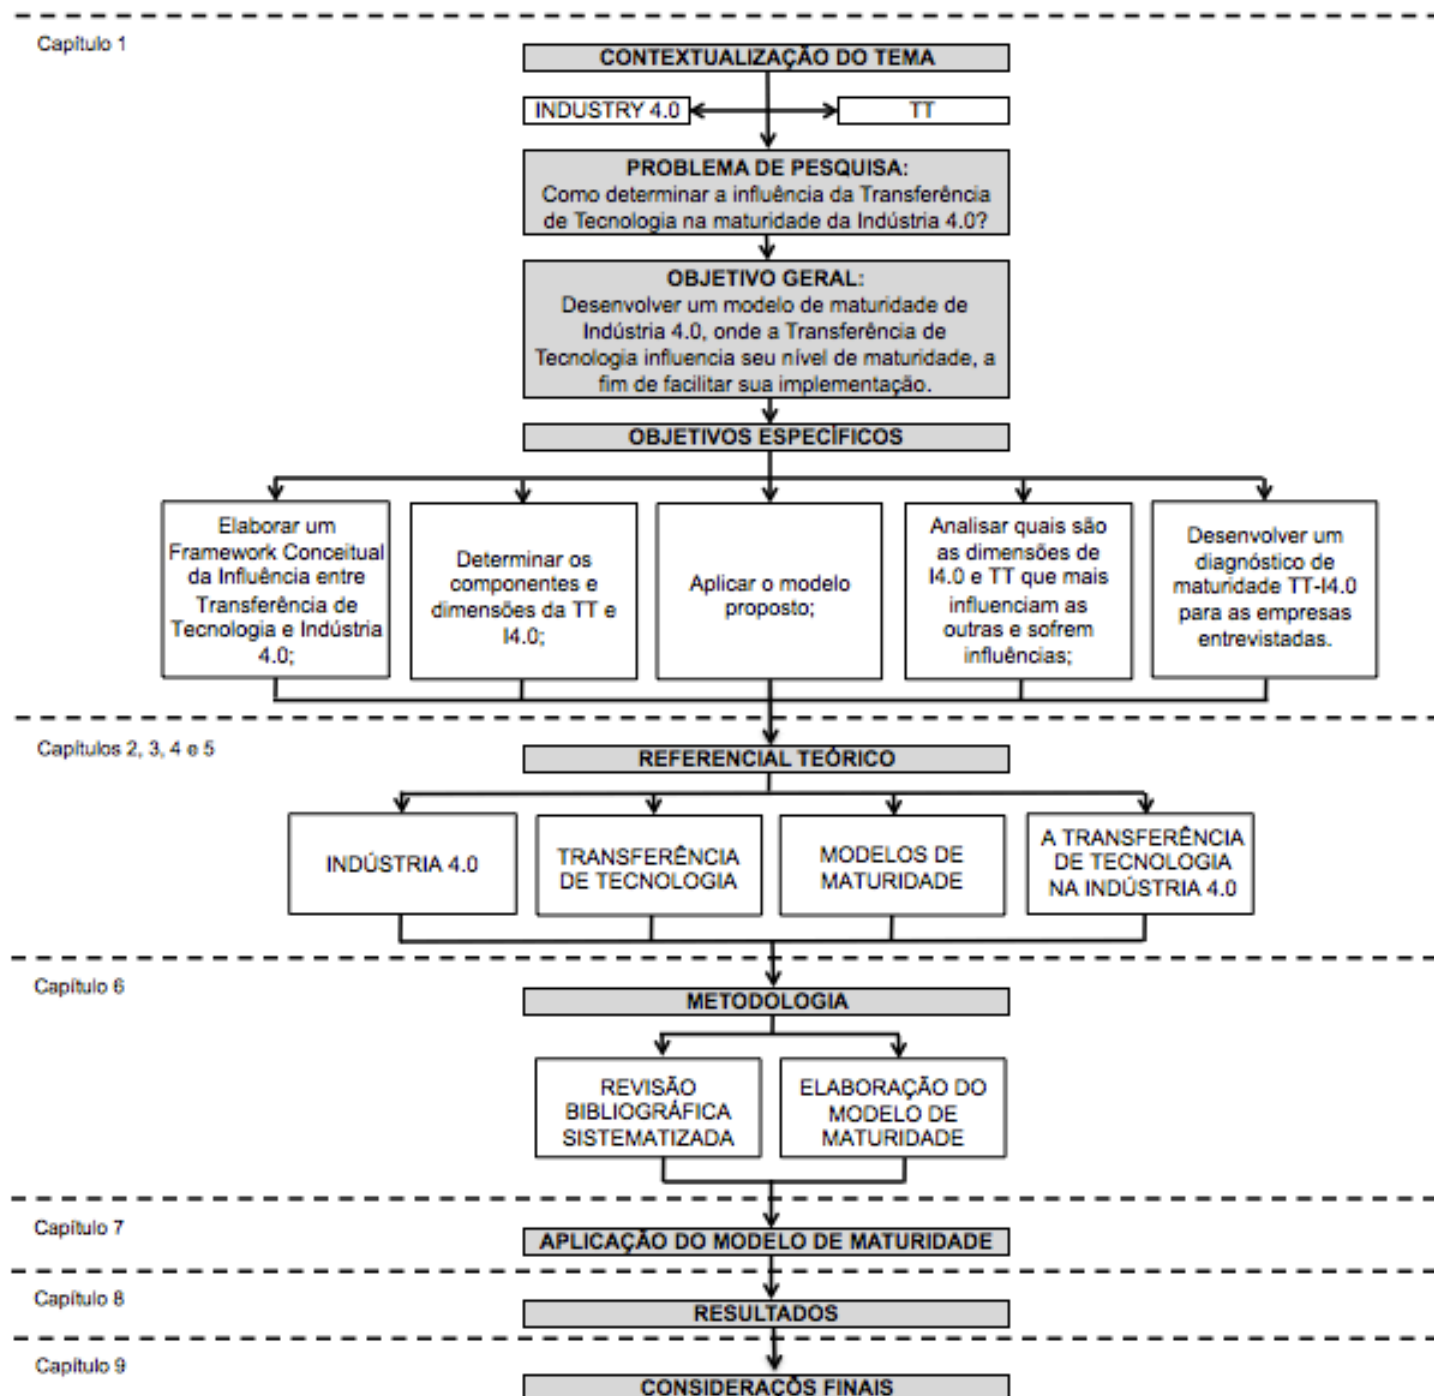 Capítulo 1
CONTEXTUALIZAÇÃO DO TEMA
INDUSTRY 4.0
TT
PROBLEMA DE PESQUISA:
Como determinar a influência da Transferência
de Tecnologia na maturidade da Indústria 4.0?
OBJETIVO GERAL:
Desenvolver um modelo de maturidade de
Indústria 4.0, onde a Transferência de
Tecnologia influencia seu nível de maturidade, a
fim de facilitar sua implementação.
OBJETIVOS ESPECÍFICOS
Elaborar um
Framework Conceitual
da Influência entre
Transferência de
Tecnologia e Indústria
4.0;
Determinar os
componentes e
dimensões da TT e
I4.0;
Aplicar o modelo
proposto;
Analisar quais são
as dimensões de
I4.0 e TT que mais
influenciam as
outras e sofrem
influências;
Desenvolver um
diagnóstico de
maturidade TT-I4.0
para as empresas
entrevistadas.
Capítulos 2, 3, 4 e 5
REFERENCIAL TEÓRICO
INDÚSTRIA 4.0
TRANSFERÊNCIA
DE TECNOLOGIA
MODELOS DE
MATURIDADE
A TRANSFERÊNCIA
DE TECNOLOGIA
NA INDÚSTRIA 4.0
Capítulo 6
METODOLOGIA
REVISÃO
BIBLIOGRÁFICA
SISTEMATIZADA
ELABORAÇÃO DO
MODELO DE
MATURIDADE
Capítulo 7
APLICAÇÃO DO MODELO DE MATURIDADE
Capítulo 8
RESULTADOS
Capítulo 9
CONSIDERAÇÕS FINAIS